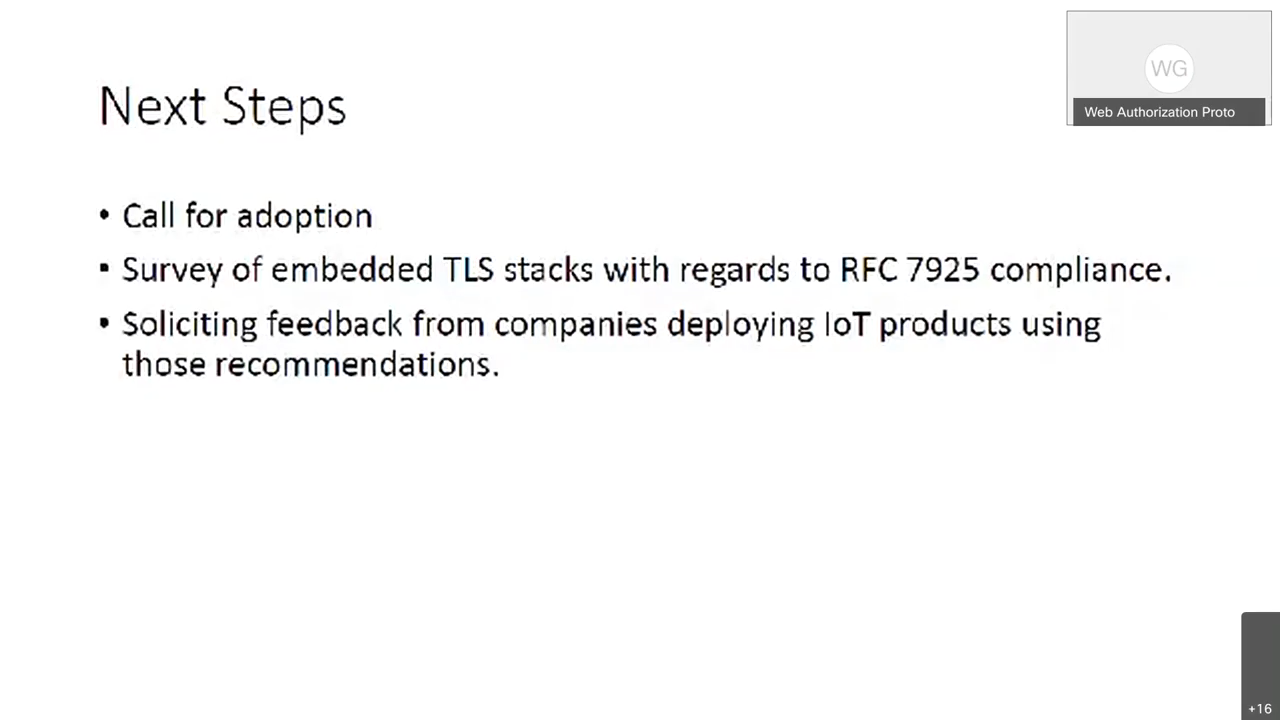 Next Steps
WG
Web Authorization Proto
• Call for adoption
• Survey of embedded TLS stacks with regards to RFC 7925 compliance.
• Soliciting feedback from companies deploying IoT products using
those recommendations.
+16